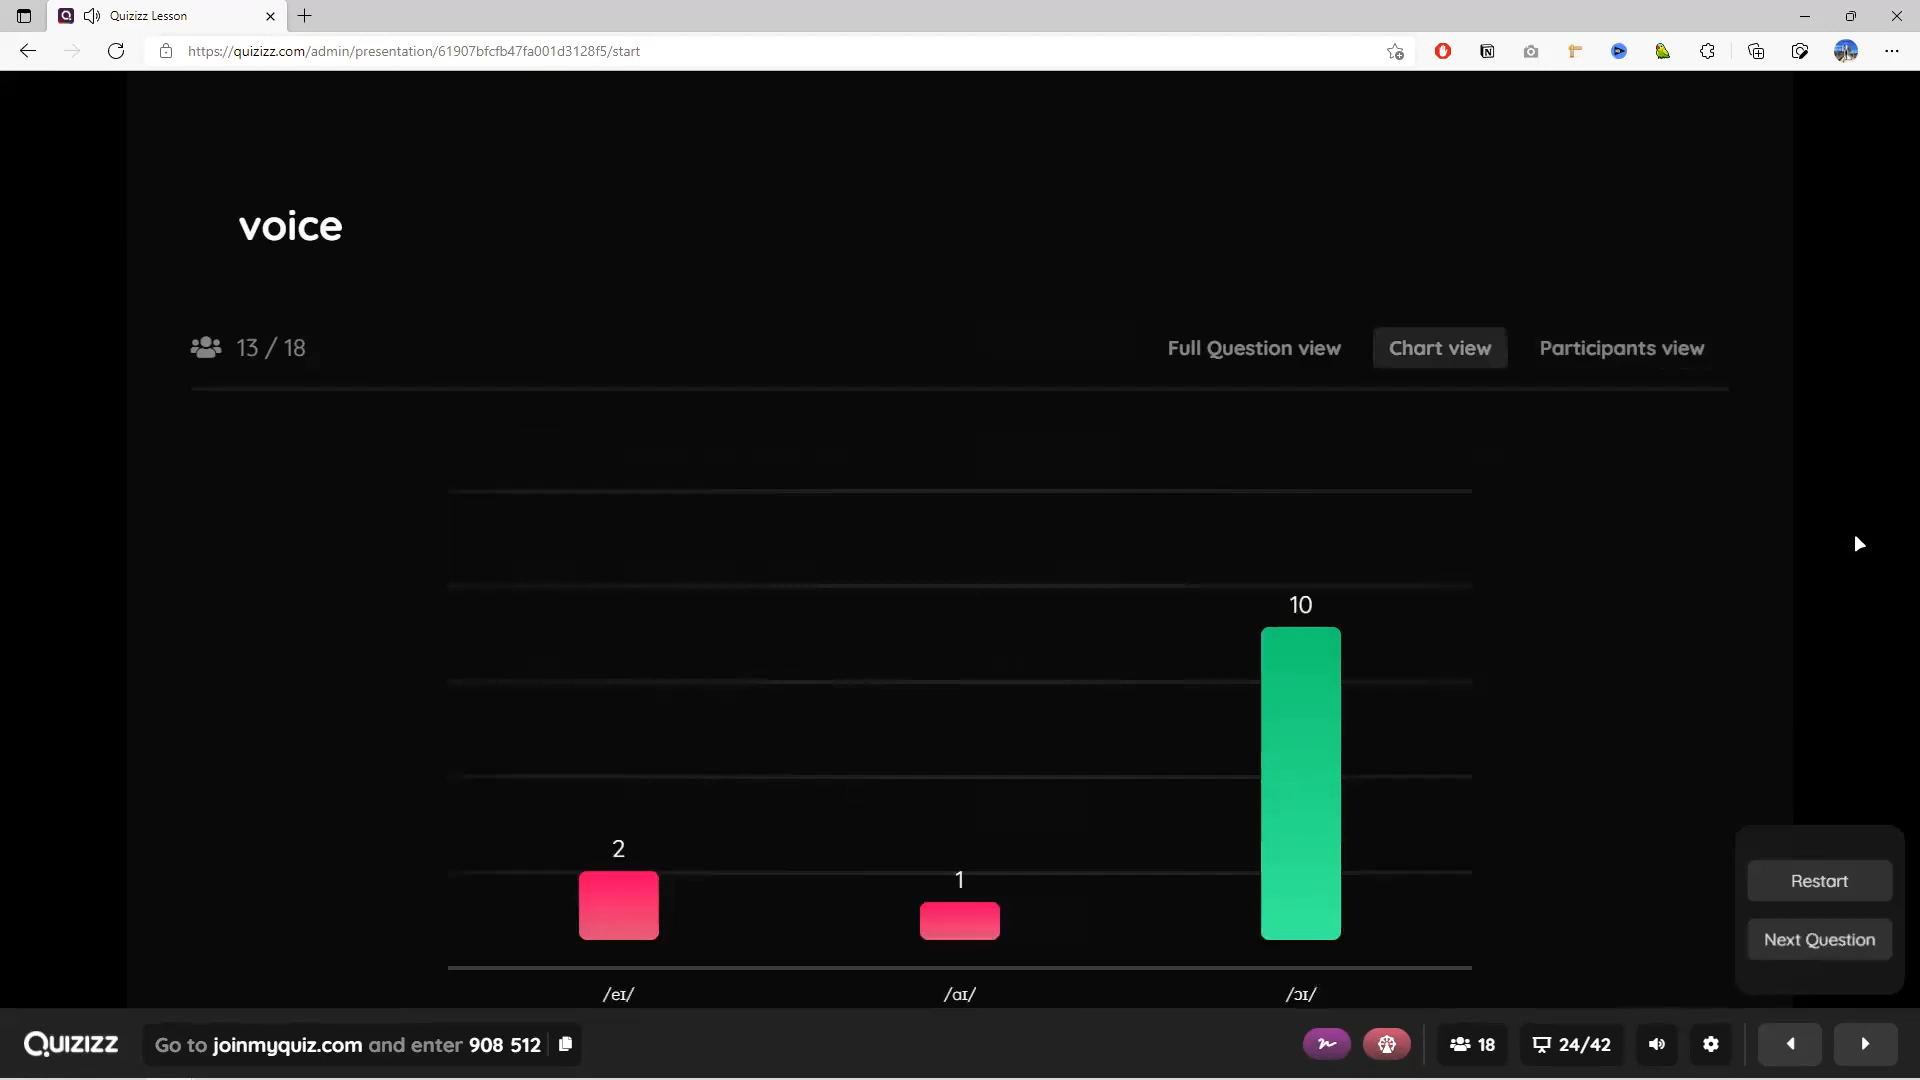 Quizizz Lesson
https://quizizz.com/admin/presentation/61907bfcfb47fa001d3128f5/start
voice
13 / 18
Full Question view
Chart view
Participants view
10
2
1
/eɪ/
/ɑɪ/
/ɔɪ/
Restart
Next Question
QUIZIZZ
Go to joinmyquiz.com and enter 908 512
18
24/42